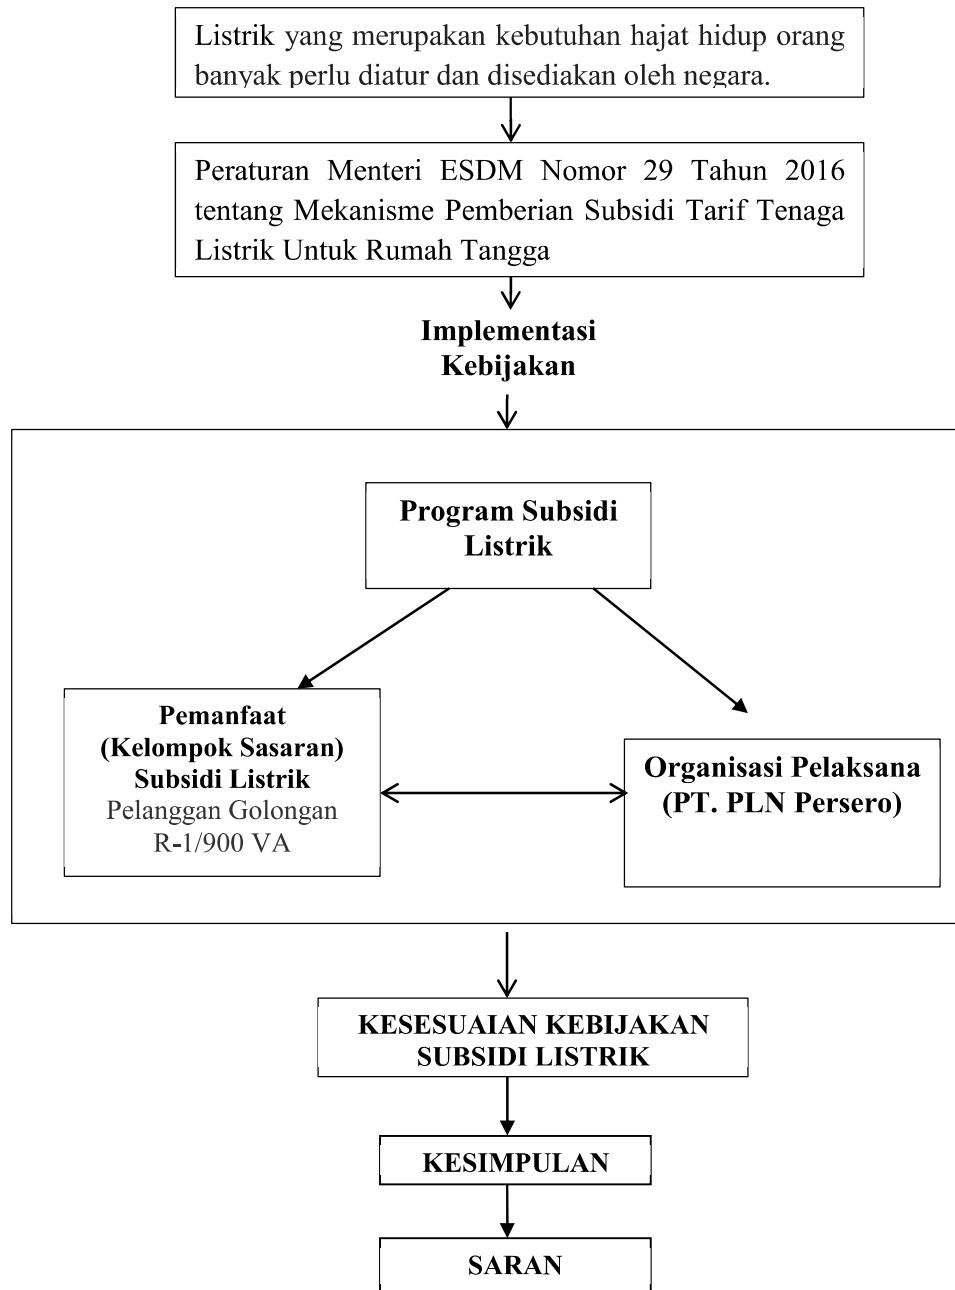 Listrik yang merupakan kebutuhan hajat hidup orang
banyak perlu diatur dan disediakan oleh negara.
Peraturan Menteri ESDM Nomor 29 Tahun 2016
tentang Mekanisme Pemberian Subsidi Tarif Tenaga
Listrik Untuk Rumah Tangga
Implementasi
Kebijakan
Program Subsidi
Listrik
Pemanfaat
(Kelompok Sasaran)
Subsidi Listrik
Pelanggan Golongan
R-1/900 VA
Organisasi Pelaksana
(PT. PLN Persero)
KESESUAIAN KEBIJAKAN
SUBSIDI LISTRIK
KESIMPULAN
SARAN